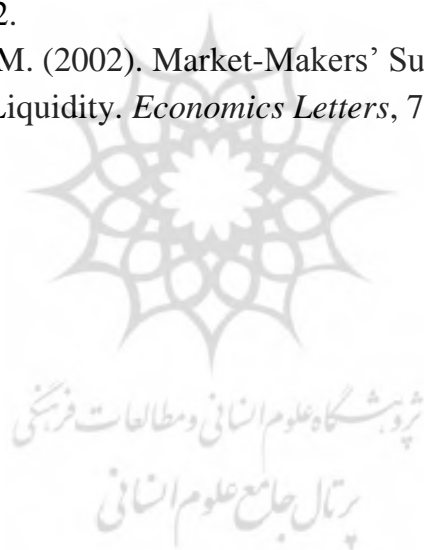 2.
M. (2002). Market-Makers’ Su
Liquidity. Economics Letters, 7
پژوهشگاه علوم انسانی و مطالعات فرهنگی
پرتال جامع علوم انسانی